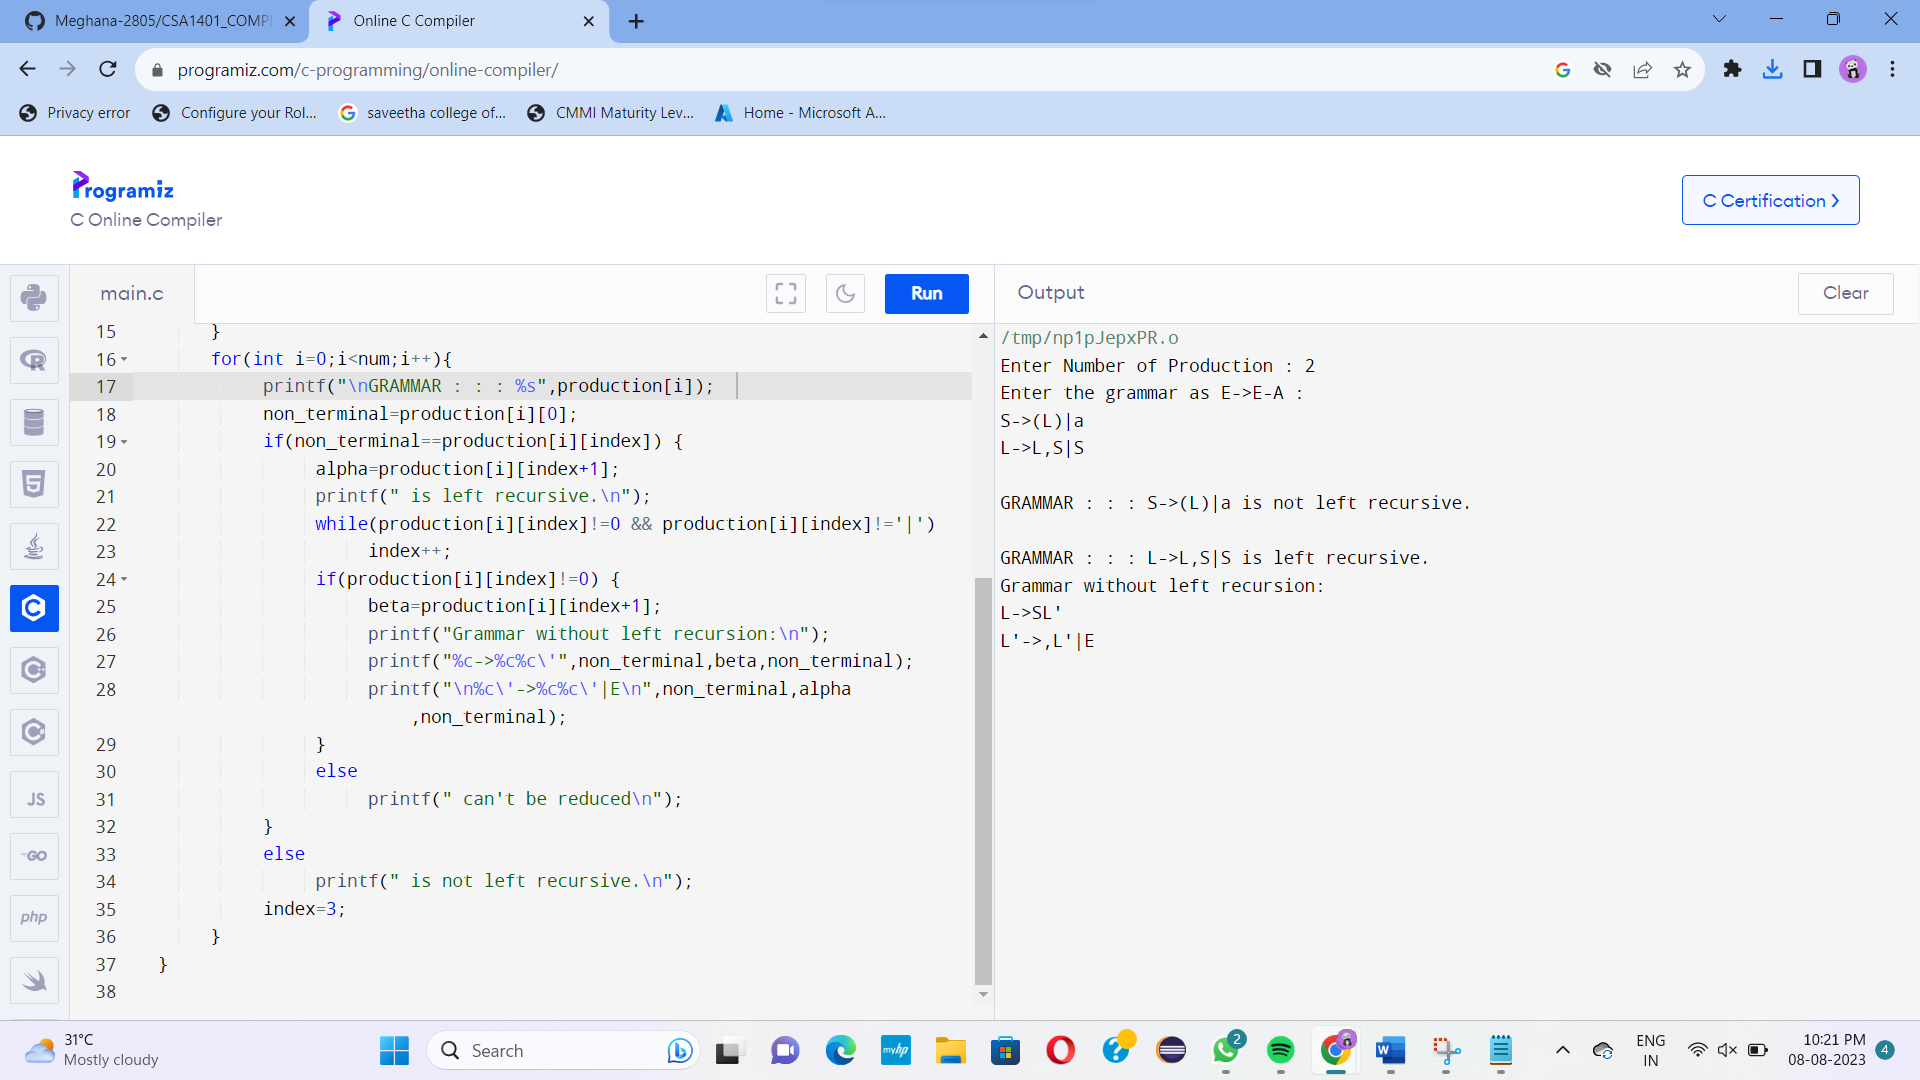 Meghana-2805/CSA1401_COMPI
Online C Compiler
programiz.com/c-programming/online-compiler/
Privacy error
Configure your Rol...
saveetha college of...
CMMI Maturity Lev...
Home - Microsoft A...
Programiz
C Online Compiler
C Certification
main.c
Run
Output
Clear
15 }
16 for(int i=0;i<num;i++){
17 printf("\nGRAMMAR : : : %s",production[i]);
18 non_terminal=production[i][0];
19 if(non_terminal==production[i][index]) {
20 alpha=production[i][index+1];
21 printf(" is left recursive.\n");
22 while(production[i][index]!=0 && production[i][index]!='|')
23 index++;
24 if(production[i][index]!=0) {
25 beta=production[i][index+1];
26 printf("Grammar without left recursion:\n");
27 printf("%c->%c%c\'",non_terminal,beta,non_terminal);
28 printf("\n%c\'->%c%c\'|E\n",non_terminal,alpha
,non_terminal);
29 }
30 else
31 printf(" can't be reduced\n");
32 }
33 else
34 printf(" is not left recursive.\n");
35 index=3;
36 }
37 }
38
/tmp/np1pJepxPR.o
Enter Number of Production : 2
Enter the grammar as E->E-A :
S->(L)|a
L->L,S|S
GRAMMAR : : : S->(L)|a is not left recursive.
GRAMMAR : : : L->L,S|S is left recursive.
Grammar without left recursion:
L->SL'
L'->,L'|E
JS
GO
php
31°C
Mostly cloudy
Search
myhp
2
ENG
IN
10:21 PM
08-08-2023
4